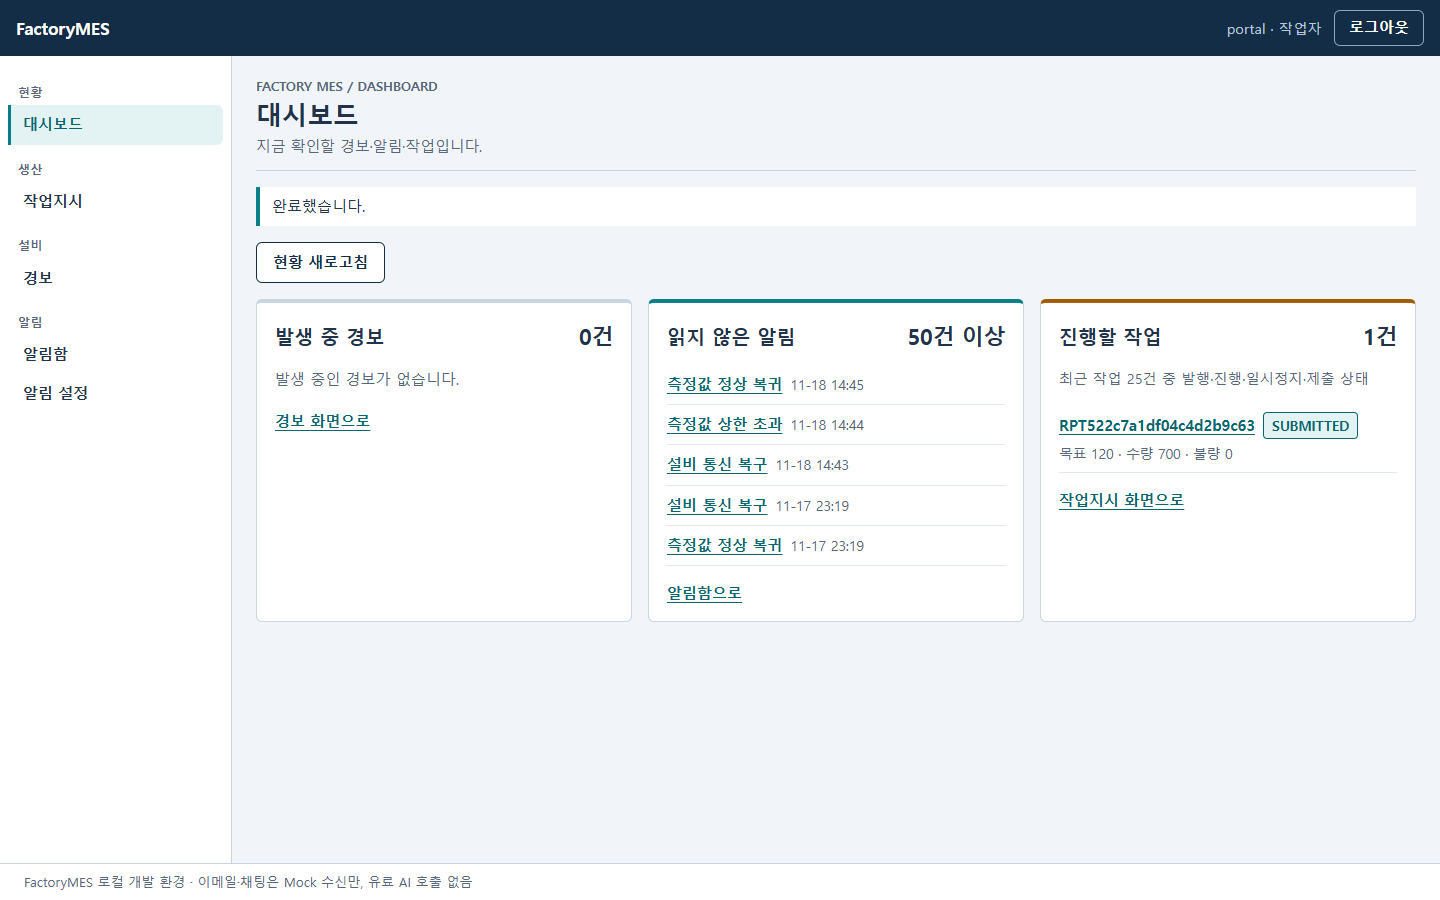 FactoryMES
portal · 작업자
로그아웃
현황
대시보드
생산
작업지시
설비
경보
알림
알림함
알림 설정
FACTORY MES / DASHBOARD
대시보드
지금 확인할 경보·알림·작업입니다.
완료했습니다.
현황 새로고침
발생 중 경보 0건
발생 중인 경보가 없습니다.
경보 화면으로
읽지 않은 알림 50건 이상
측정값 정상 복귀 11-18 14:45
측정값 상한 초과 11-18 14:44
설비 통신 복구 11-18 14:43
설비 통신 복구 11-17 23:19
측정값 정상 복귀 11-17 23:19
알림함으로
진행할 작업 1건
최근 작업 25건 중 발행·진행·일시정지·제출 상태
RPT522c7a1df04c4d2b9c63 SUBMITTED
목표 120 · 수량 700 · 불량 0
작업지시 화면으로
FactoryMES 로컬 개발 환경 · 이메일·채팅은 Mock 수신만, 유료 AI 호출 없음